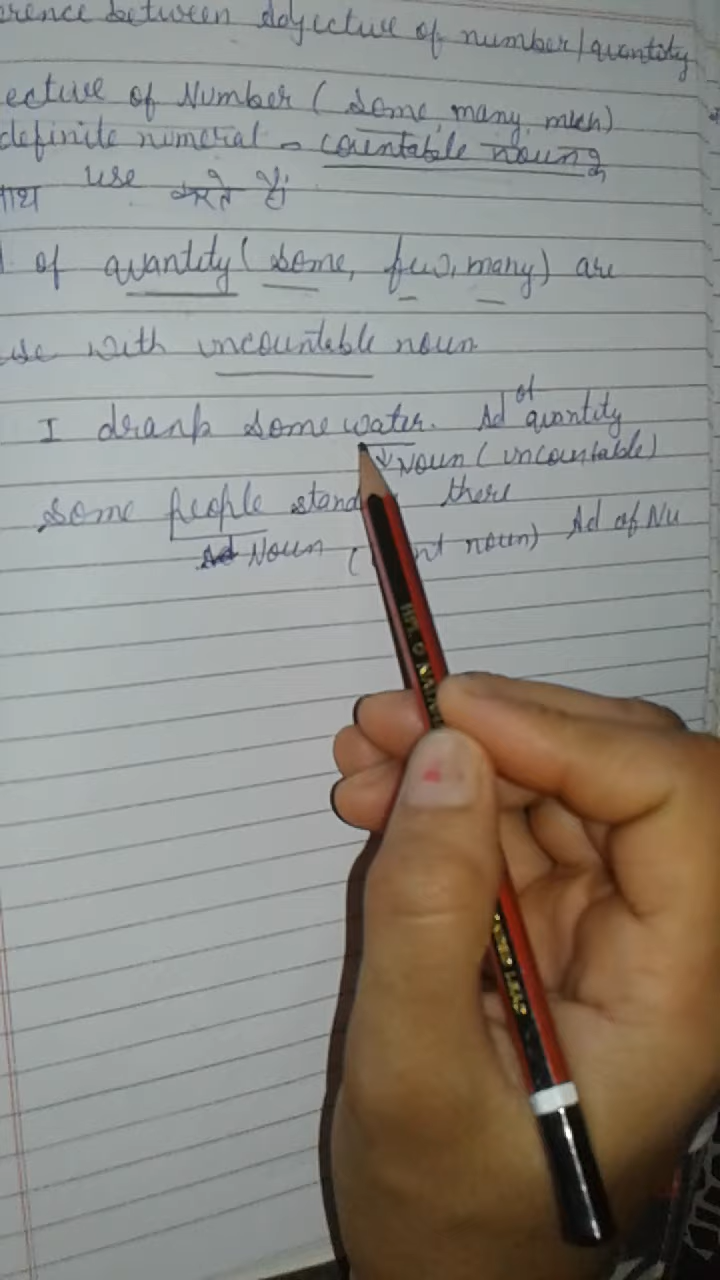 erence between adjective of number/quantity
ective of Number ( some, many, much)
definite numeral - countable noun के
साथ use करते हैं
of quantity ( some, few, many) are
use with uncountable noun
I drank some water. Ad of quantity
Noun ( uncountable)
some people stand there
Noun ( nt noun) Ad of Nu